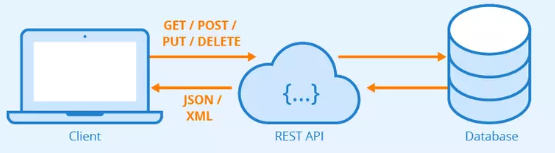 GET / POST /
PUT / DELETE
{...}
JSON /
XML
Client
REST API
Database